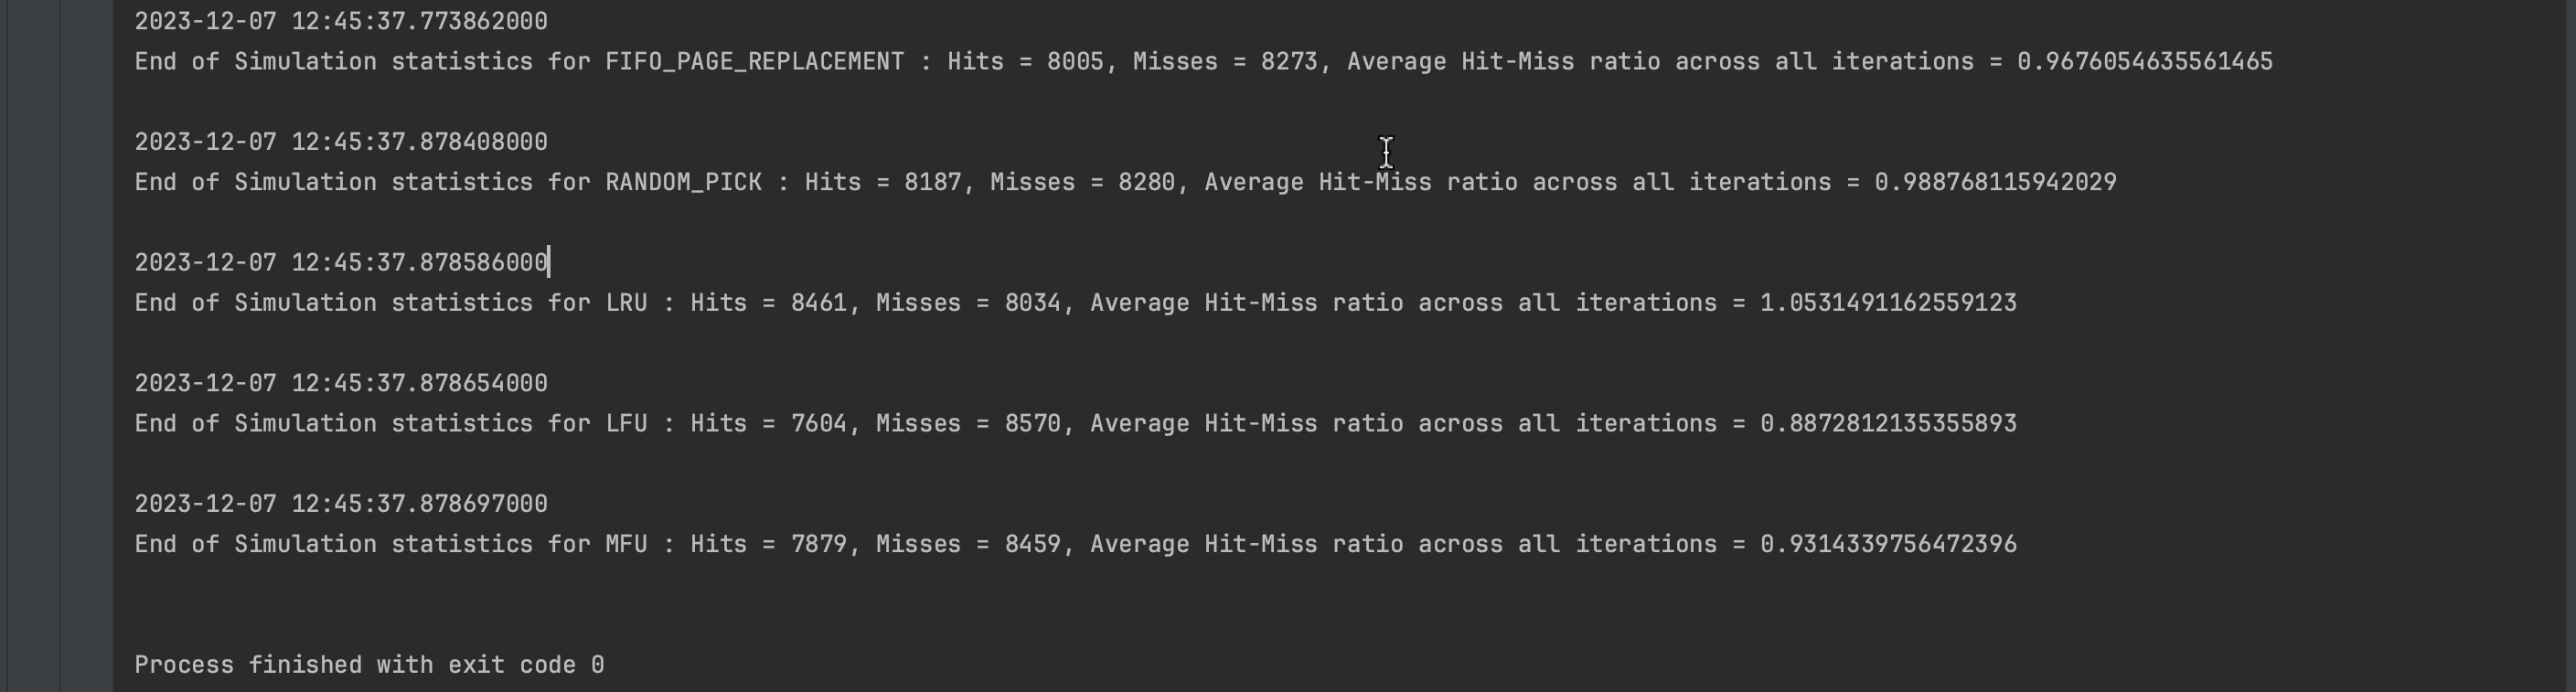 2023-12-07 12:45:37.773862000
End of Simulation statistics for FIFO_PAGE_REPLACEMENT : Hits = 8005, Misses = 8273, Average Hit-Miss ratio across all iterations = 0.9676054635561465
2023-12-07 12:45:37.878408000
End of Simulation statistics for RANDOM_PICK : Hits = 8187, Misses = 8280, Average Hit-Miss ratio across all iterations = 0.988768115942029
2023-12-07 12:45:37.878586000
End of Simulation statistics for LRU : Hits = 8461, Misses = 8034, Average Hit-Miss ratio across all iterations = 1.0531491162559123
2023-12-07 12:45:37.878654000
End of Simulation statistics for LFU : Hits = 7604, Misses = 8570, Average Hit-Miss ratio across all iterations = 0.8872812135355893
2023-12-07 12:45:37.878697000
End of Simulation statistics for MFU : Hits = 7879, Misses = 8459, Average Hit-Miss ratio across all iterations = 0.9314339756472396
Process finished with exit code 0